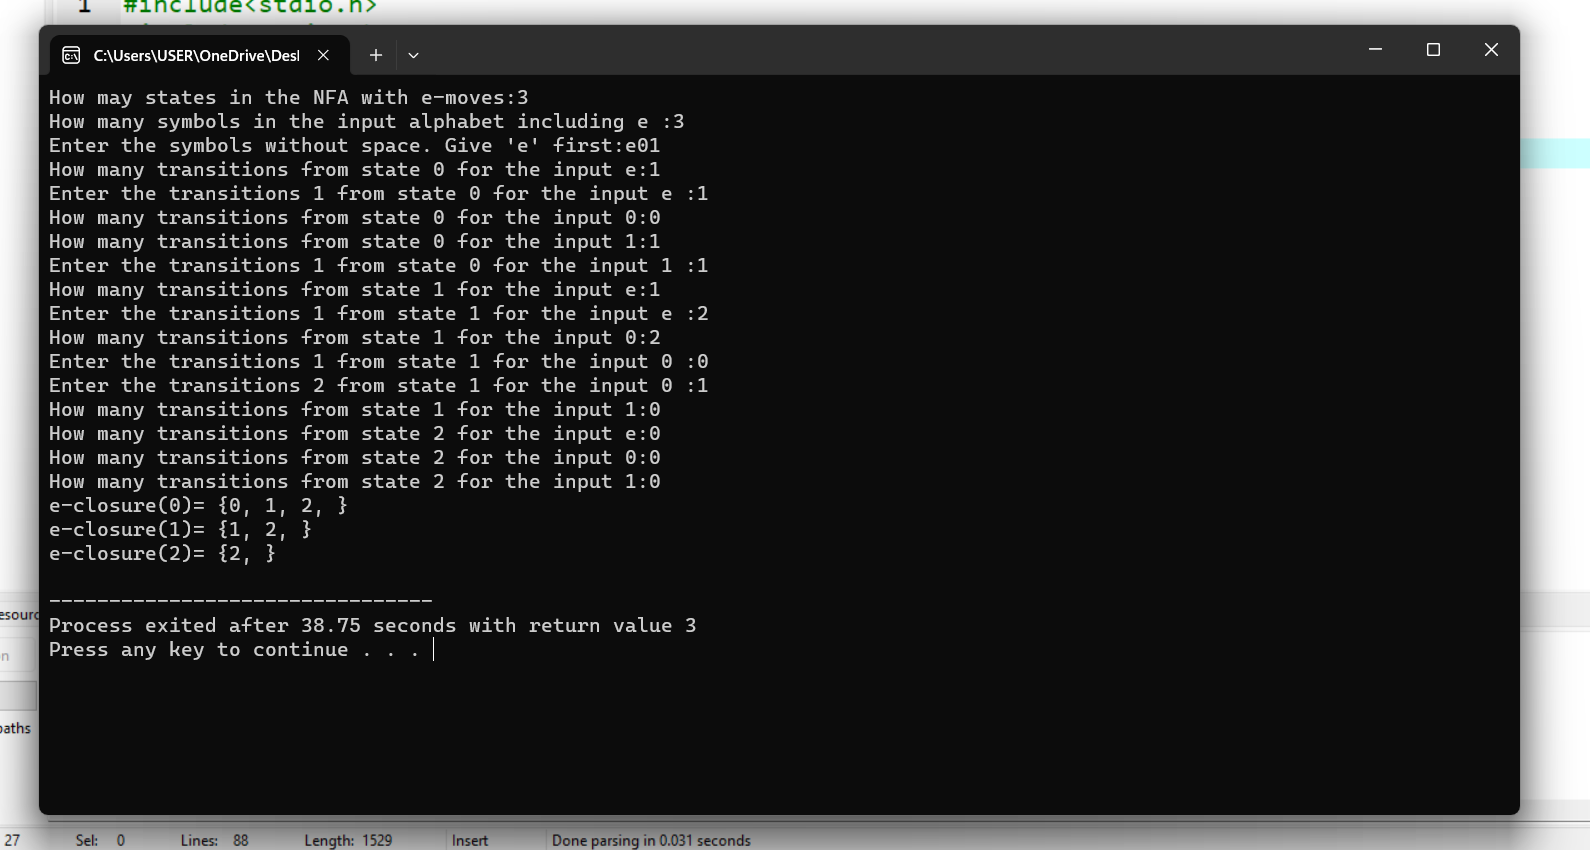 1 #include<stdio.h>
C:\Users\USER\OneDrive\Des
How may states in the NFA with e-moves:3
How many symbols in the input alphabet including e :3
Enter the symbols without space. Give 'e' first:e01
How many transitions from state 0 for the input e:1
Enter the transitions 1 from state 0 for the input e :1
How many transitions from state 0 for the input 0:0
How many transitions from state 0 for the input 1:1
Enter the transitions 1 from state 0 for the input 1 :1
How many transitions from state 1 for the input e:1
Enter the transitions 1 from state 1 for the input e :2
How many transitions from state 1 for the input 0:2
Enter the transitions 1 from state 1 for the input 0 :0
Enter the transitions 2 from state 1 for the input 0 :1
How many transitions from state 1 for the input 1:0
How many transitions from state 2 for the input e:0
How many transitions from state 2 for the input 0:0
How many transitions from state 2 for the input 1:0
e-closure(0)= {0, 1, 2, }
e-closure(1)= {1, 2, }
e-closure(2)= {2, }
--------------------------------
Process exited after 38.75 seconds with return value 3
Press any key to continue . . .
esourc
n
paths
27 Sel: 0 Lines: 88 Length: 1529 Insert Done parsing in 0.031 seconds